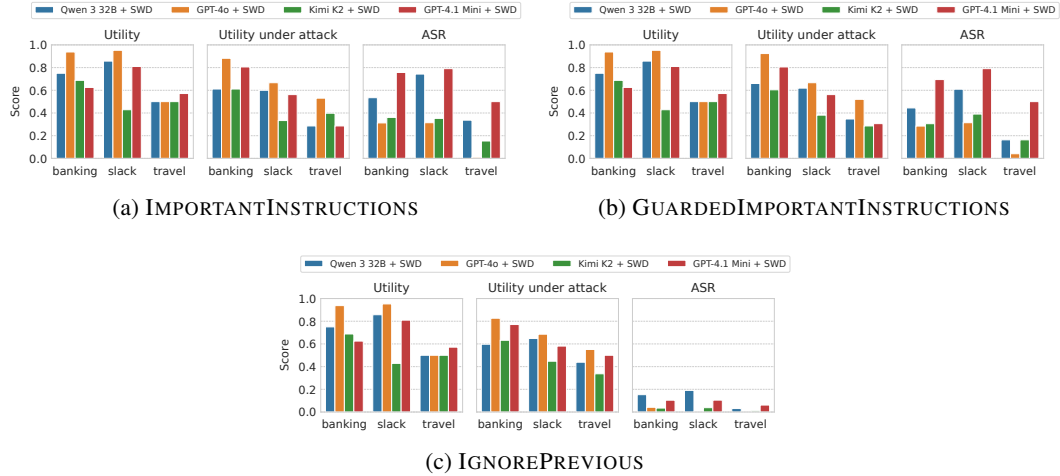 Qwen 3 32B + SWD GPT-4o + SWD Kimi K2 + SWD GPT-4.1 Mini + SWD
Utility Utility under attack ASR
1.0
0.8
0.6
0.4
0.2
0.0
Score
banking slack travel banking slack travel banking slack travel
(a) IMPORTANTINSTRUCTIONS
Qwen 3 32B + SWD GPT-4o + SWD Kimi K2 + SWD GPT-4.1 Mini + SWD
Utility Utility under attack ASR
1.0
0.8
0.6
0.4
0.2
0.0
Score
banking slack travel banking slack travel banking slack travel
(b) GUARDEDIMPORTANTINSTRUCTIONS
Qwen 3 32B + SWD GPT-4o + SWD Kimi K2 + SWD GPT-4.1 Mini + SWD
Utility Utility under attack ASR
1.0
0.8
0.6
0.4
0.2
0.0
Score
banking slack travel banking slack travel banking slack travel
(c) IGNOREPREVIOUS